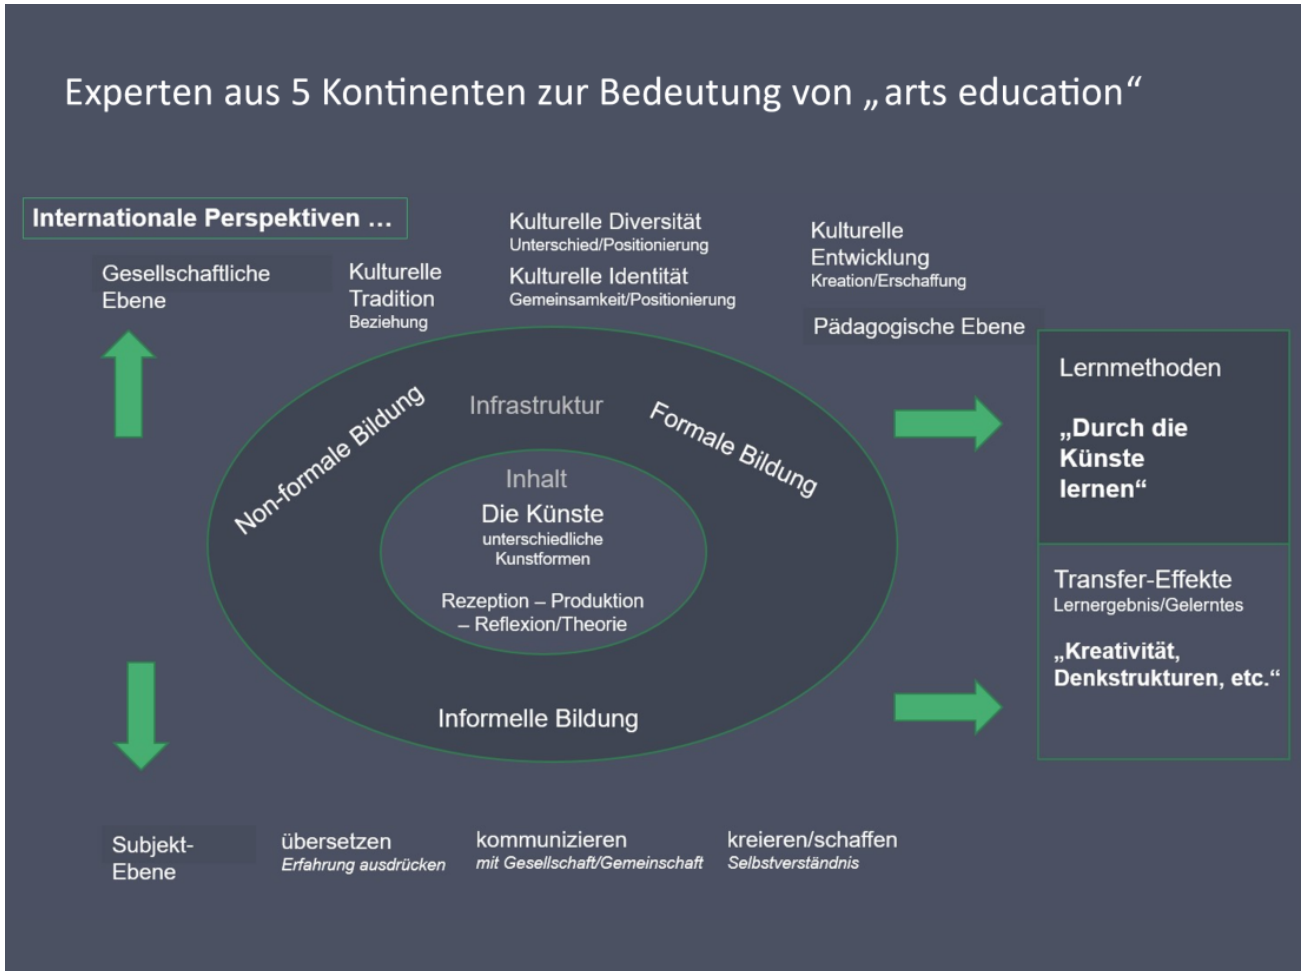 Experten aus 5 Kontinenten zur Bedeutung von „arts education“
Internationale Perspektiven ...
Gesellschaftliche
Ebene
Kulturelle
Tradition
Beziehung
Kulturelle Diversität
Unterschied/Positionierung
Kulturelle Identität
Gemeinsamkeit/Positionierung
Kulturelle
Entwicklung
Kreation/Erschaffung
Pädagogische Ebene
Non-formale Bildung
Infrastruktur
Formale Bildung
Inhalt
Die Künste
unterschiedliche
Kunstformen
Rezeption – Produktion
– Reflexion/Theorie
Informelle Bildung
Lernmethoden
„Durch die
Künste
lernen“
Transfer-Effekte
Lernergebnis/Gelerntes
„Kreativität,
Denkstrukturen, etc.“
Subjekt-
Ebene
übersetzen
Erfahrung ausdrücken
kommunizieren
mit Gesellschaft/Gemeinschaft
kreieren/schaffen
Selbstverständnis